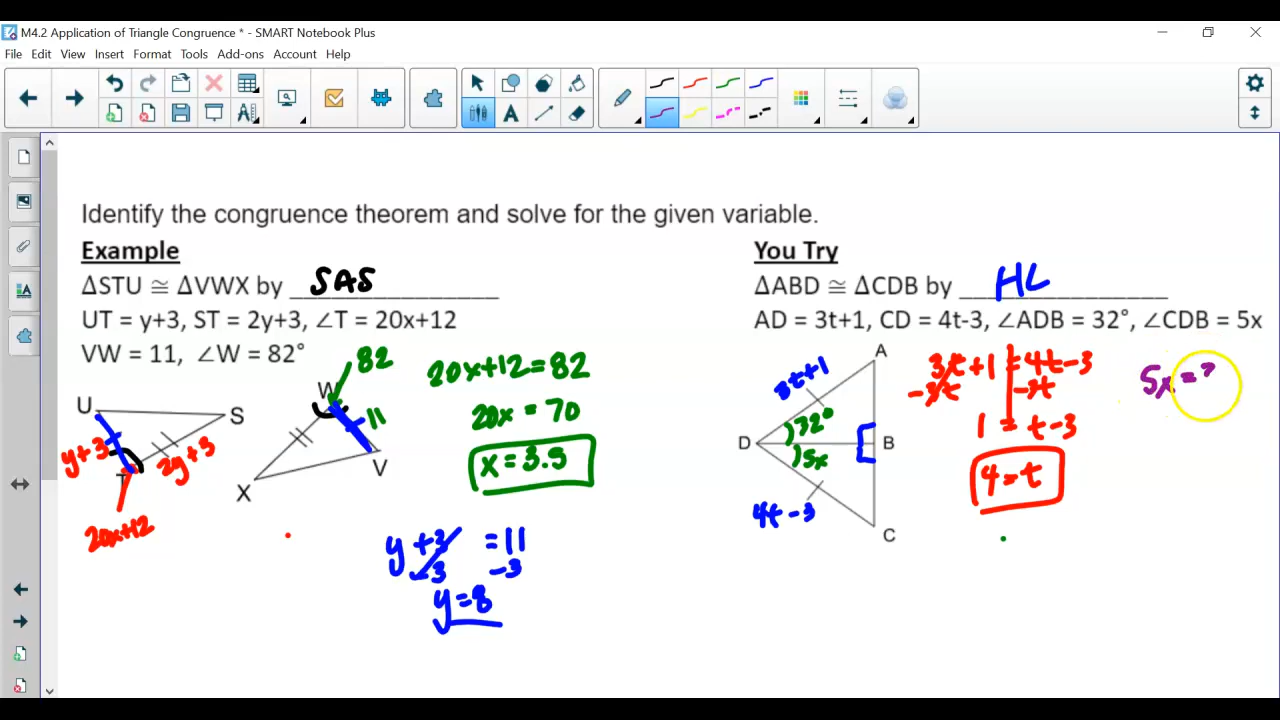 M4.2 Application of Triangle Congruence * - SMART Notebook Plus
File Edit View Insert Format Tools Add-ons Account Help
Identify the congruence theorem and solve for the given variable.
Example
ΔSTU ≅ ΔVWX by ________________ SAS
UT = y+3, ST = 2y+3, ∠T = 20x+12
VW = 11, ∠W = 82°
82
20x+12=82
20x = 70
x = 3.5
U
S
T
y+3
2y+3
20x+12
W
11
V
X
y +3 = 11
-3 -3
y = 8
You Try
ΔABD ≅ ΔCDB by ________________ HL
AD = 3t+1, CD = 4t-3, ∠ADB = 32°, ∠CDB = 5x
A
3t+1
32°
D
B
5x
4t-3
C
3t+1 = 4t-3
-3t -3t
1 = t-3
4 = t
5x =